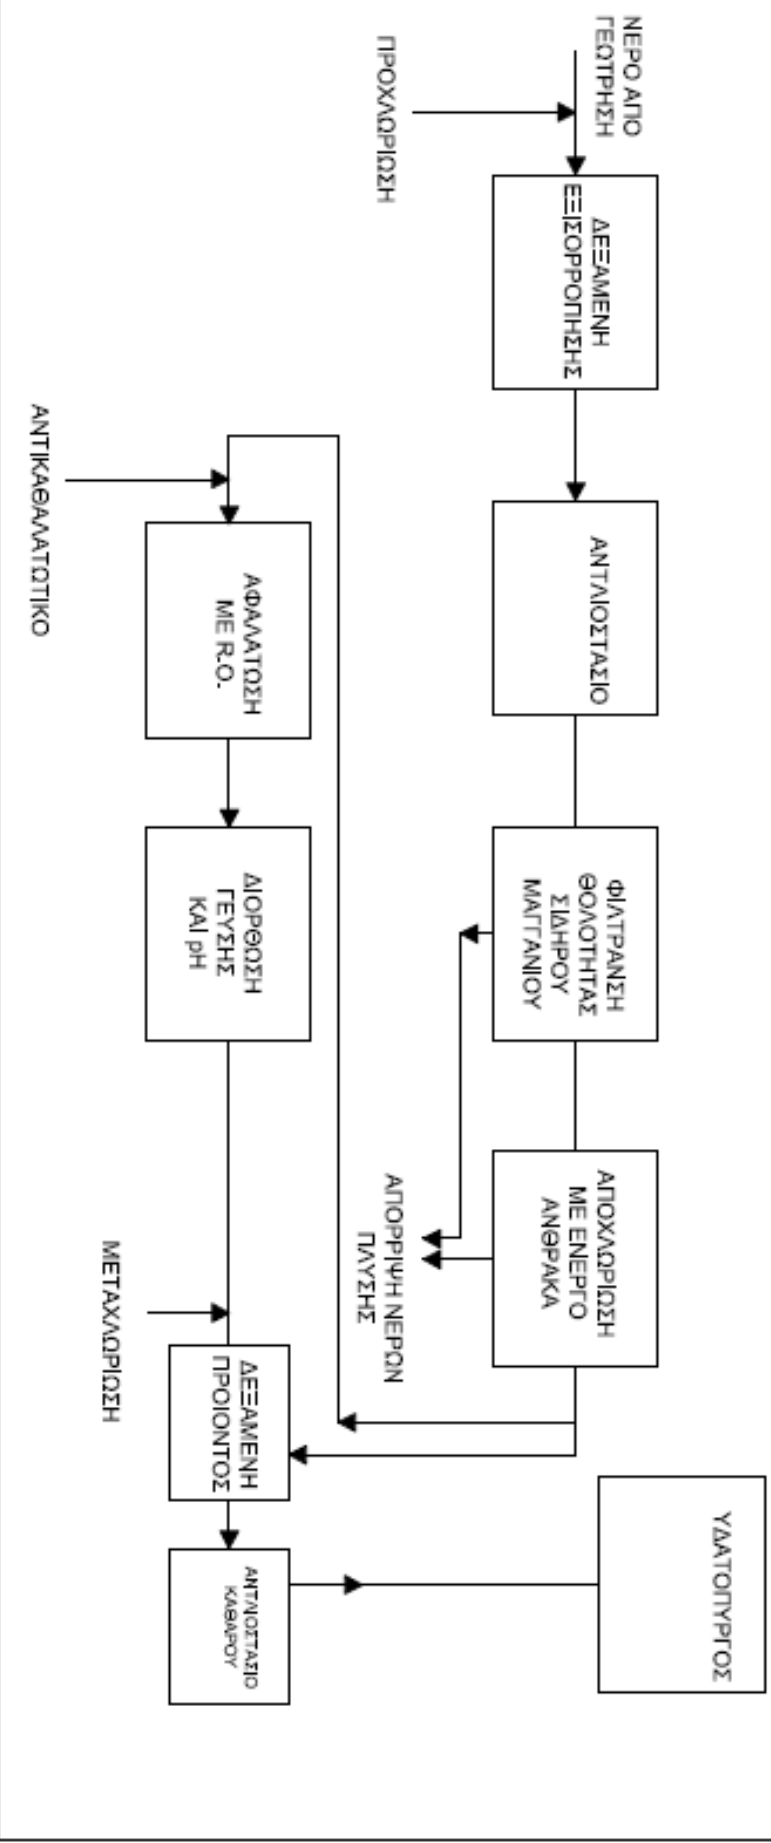 ΝΕΡΟ ΑΠΟ
ΓΕΩΤΡΗΣΗ
ΠΡΟΧΛΩΡΙΩΣΗ
ΔΕΞΑΜΕΝΗ
ΕΞΙΣΟΡΡΟΠΗΣΗΣ
ΑΝΤΛΙΟΣΤΑΣΙΟ
ΦΙΛΤΡΑΝΣΗ
ΘΟΛΟΤΗΤΑΣ
ΣΙΔΗΡΟΥ
ΜΑΓΓΑΝΙΟΥ
ΑΠΟΧΛΩΡΙΩΣΗ
ΜΕ ΕΝΕΡΓΟ
ΑΝΘΡΑΚΑ
ΥΔΑΤΟΠΥΡΓΟΣ
ΑΠΟΡΡΙΨΗ ΝΕΡΩΝ
ΠΛΥΣΗΣ
ΑΝΤΙΚΑΘΑΛΑΤΩΤΙΚΟ
ΑΦΑΛΑΤΩΣΗ
ΜΕ R.O.
ΔΙΟΡΘΩΣΗ
ΓΕΥΣΗΣ
ΚΑΙ pH
ΜΕΤΑΧΛΩΡΙΩΣΗ
ΔΕΞΑΜΕΝΗ
ΠΡΟΙΟΝΤΟΣ
ΑΝΤΛΙΟΣΤΑΣΙΟ
ΚΑΘΑΡΟΥ